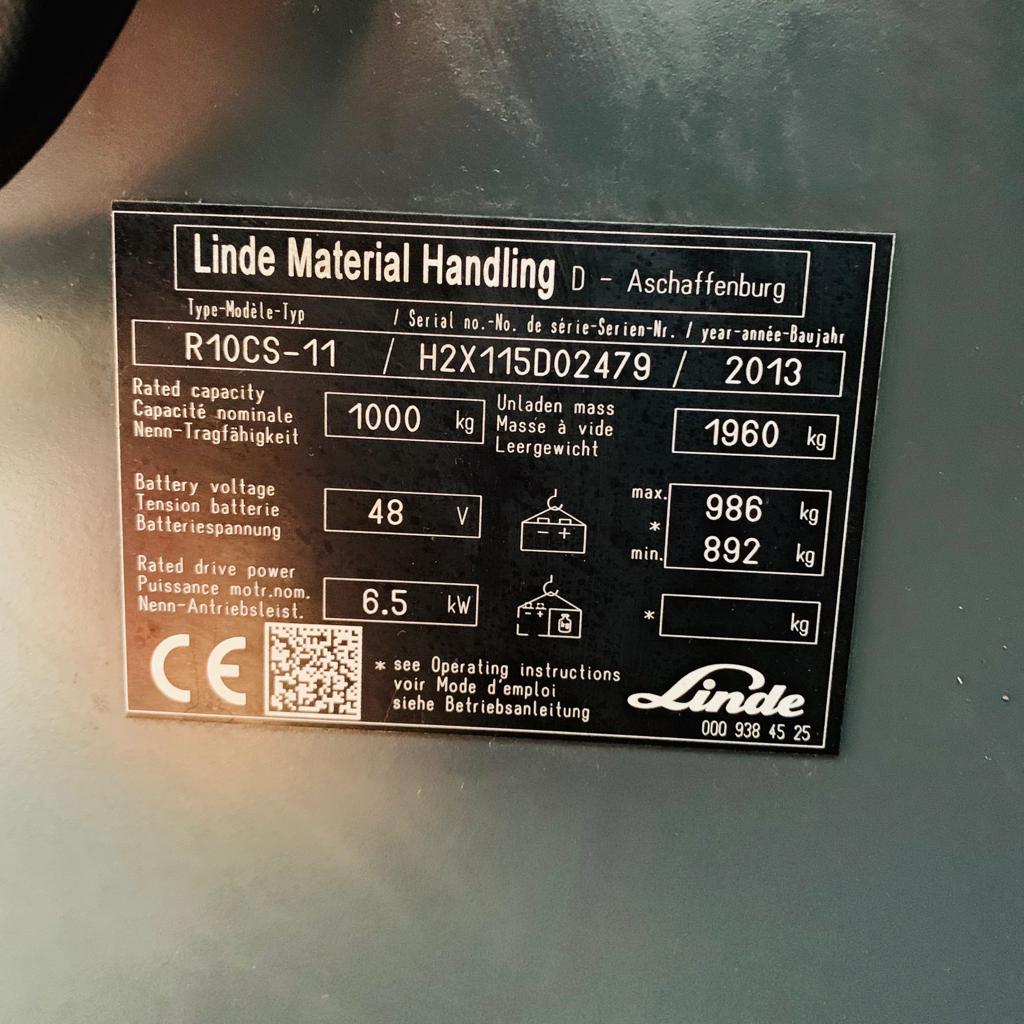 Linde Material Handling D - Aschaffenburg
Type-Modèle-Typ / Serial no.-No. de série-Serien-Nr. / year-année-Baujahr
R10CS-11 / H2X115D02479 / 2013
Rated capacity
Capacité nominale
Nenn-Tragfähigkeit
1000 kg
Unladen mass
Masse à vide
Leergewicht
1960 kg
Battery voltage
Tension batterie
Batteriespannung
48 V
- +
max. 986 kg
*
min. 892 kg
Rated drive power
Puissance motr.nom.
Nenn-Antriebsleist.
6.5 kW
- + kg
* kg
CE
* see Operating instructions
voir Mode d'emploi
siehe Betriebsanleitung
Linde
000 938 45 25